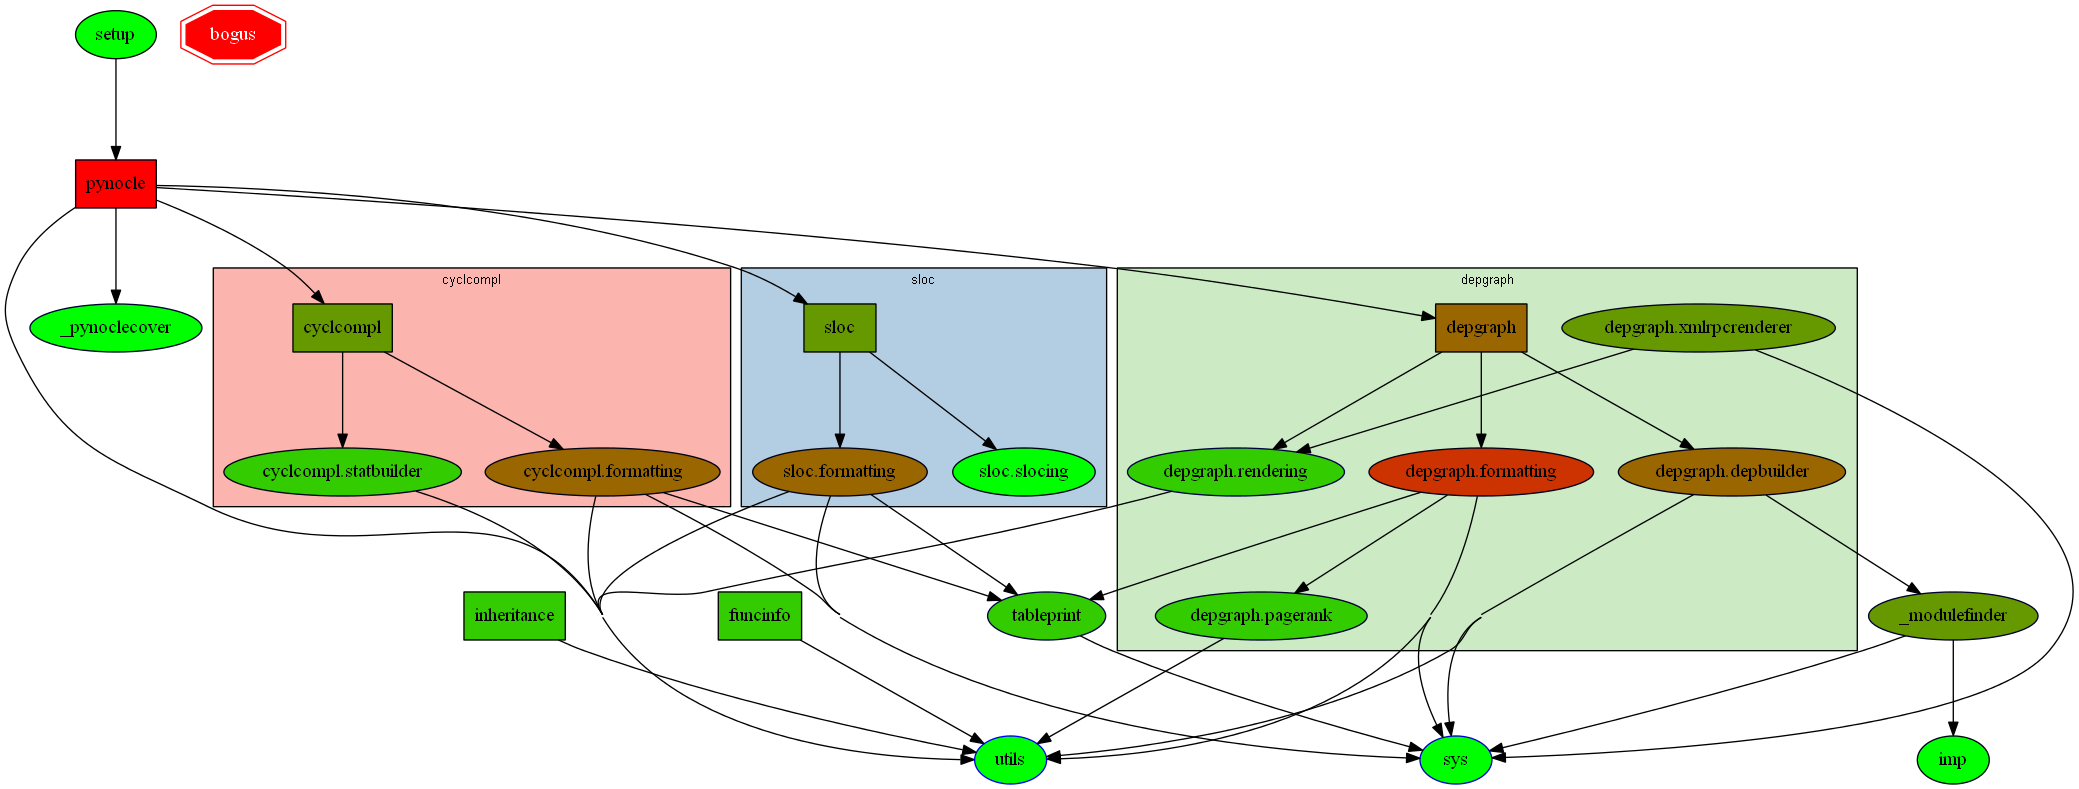 setup
bogus
pynocle
cyclcompl
sloc
depgraph
_pynoclecover
cyclcompl
sloc
depgraph
depgraph.xmlrpcrenderer
cyclcompl.statbuilder
cyclcompl.formatting
sloc.formatting
sloc.slocing
depgraph.rendering
depgraph.formatting
depgraph.depbuilder
inheritance
funcinfo
tableprint
depgraph.pagerank
_modulefinder
utils
sys
imp